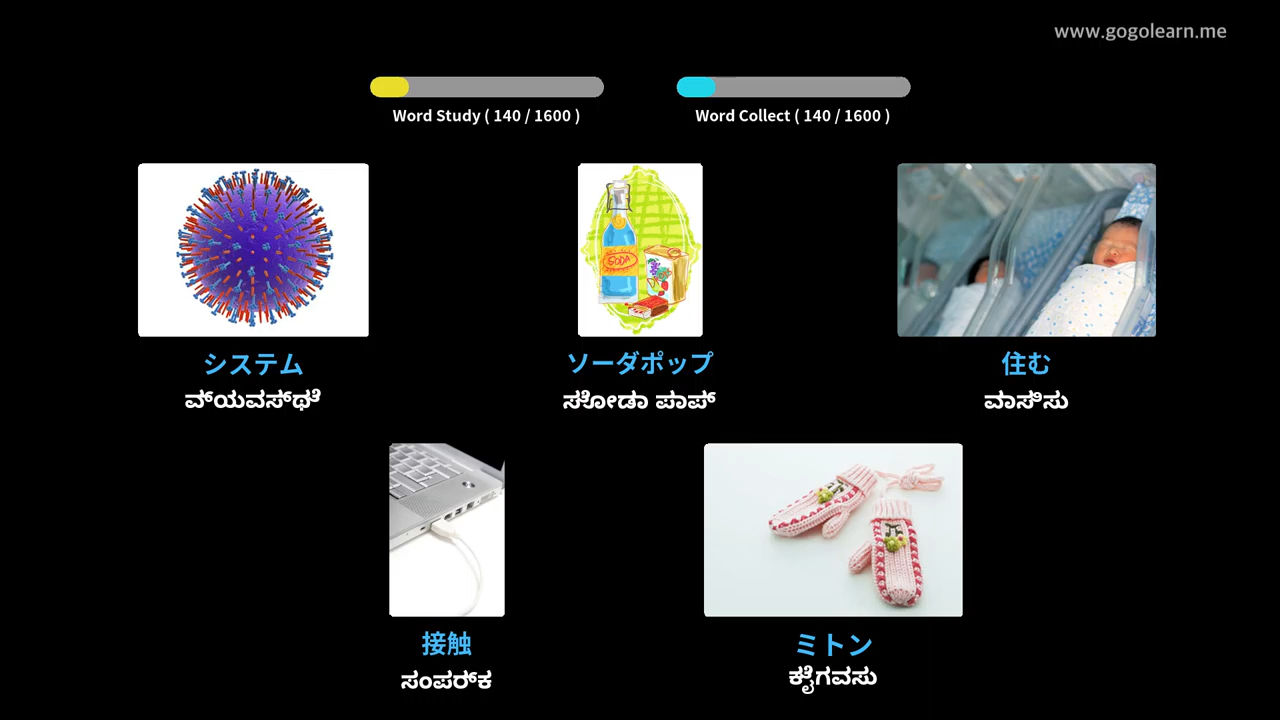 www.gogolearn.me
Word Study ( 140 / 1600 )
Word Collect ( 140 / 1600 )
SODA
システム
ソーダポップ
住む
ವ್ಯವಸ್ಥೆ
ಸೋಡಾ ಪಾಪ್
ವಾಸಿಸು
接触
ミトン
ಸಂಪರ್ಕ
ಕೈಗವಸು